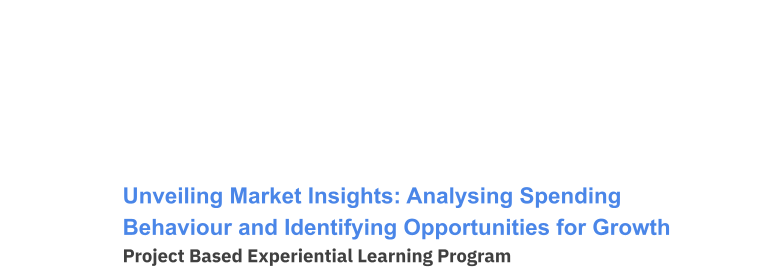 Unveiling Market Insights: Analysing Spending
Behaviour and Identifying Opportunities for Growth
Project Based Experiential Learning Program